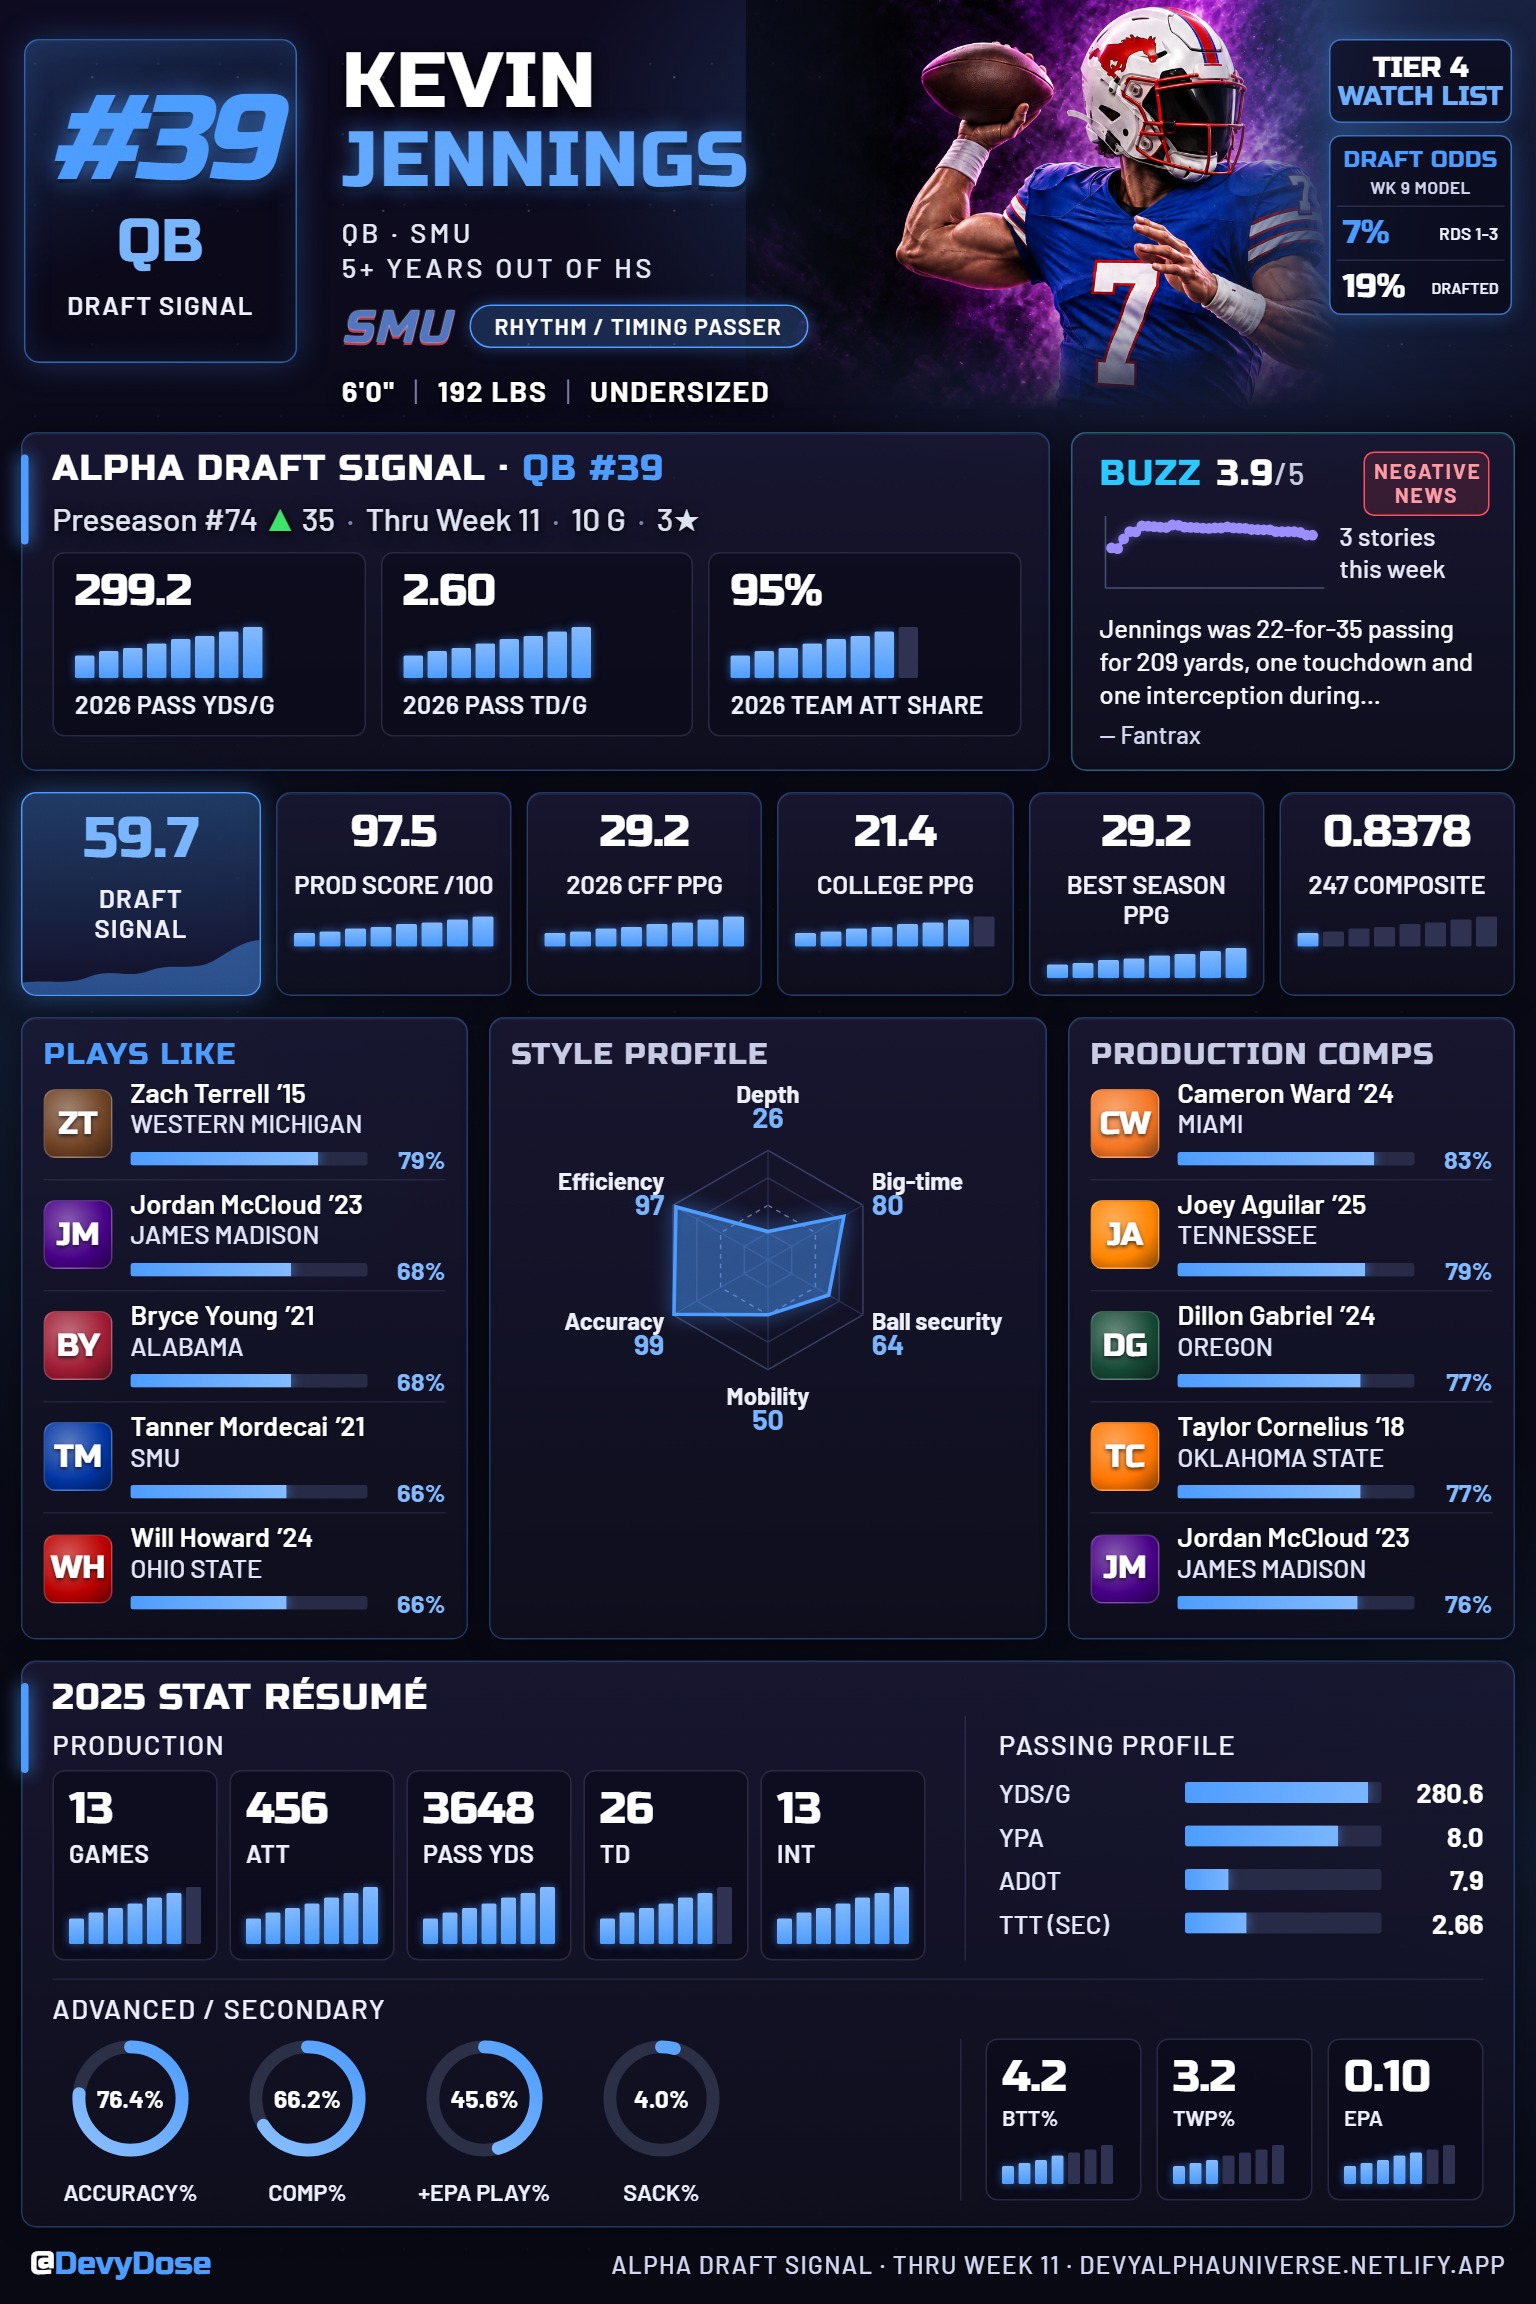 #39
QB
DRAFT SIGNAL
KEVIN
JENNINGS
QB · SMU
5+ YEARS OUT OF HS
SMU
RHYTHM / TIMING PASSER
6'0" | 192 LBS | UNDERSIZED
7
7
TIER 4
WATCH LIST
DRAFT ODDS
WK 9 MODEL
7% RDS 1-3
19% DRAFTED
ALPHA DRAFT SIGNAL · QB #39
Preseason #74 ▲ 35 · Thru Week 11 · 10 G · 3★
299.2
2026 PASS YDS/G
2.60
2026 PASS TD/G
95%
2026 TEAM ATT SHARE
BUZZ 3.9/5
NEGATIVE
NEWS
3 stories
this week
Jennings was 22-for-35 passing
for 209 yards, one touchdown and
one interception during...
— Fantrax
59.7
DRAFT
SIGNAL
97.5
PROD SCORE /100
29.2
2026 CFF PPG
21.4
COLLEGE PPG
29.2
BEST SEASON
PPG
0.8378
247 COMPOSITE
PLAYS LIKE
ZT
Zach Terrell ’15
WESTERN MICHIGAN
79%
JM
Jordan McCloud ’23
JAMES MADISON
68%
BY
Bryce Young ’21
ALABAMA
68%
TM
Tanner Mordecai ’21
SMU
66%
WH
Will Howard ’24
OHIO STATE
66%
STYLE PROFILE
Depth
26
Efficiency
97
Big-time
80
Accuracy
99
Ball security
64
Mobility
50
PRODUCTION COMPS
CW
Cameron Ward ’24
MIAMI
83%
JA
Joey Aguilar ’25
TENNESSEE
79%
DG
Dillon Gabriel ’24
OREGON
77%
TC
Taylor Cornelius ’18
OKLAHOMA STATE
77%
JM
Jordan McCloud ’23
JAMES MADISON
76%
2025 STAT RÉSUMÉ
PRODUCTION
13
GAMES
456
ATT
3648
PASS YDS
26
TD
13
INT
PASSING PROFILE
YDS/G 280.6
YPA 8.0
ADOT 7.9
TTT (SEC) 2.66
ADVANCED / SECONDARY
76.4%
ACCURACY%
66.2%
COMP%
45.6%
+EPA PLAY%
4.0%
SACK%
4.2
BTT%
3.2
TWP%
0.10
EPA
@DevyDose
ALPHA DRAFT SIGNAL · THRU WEEK 11 · DEVYALPHAUNIVERSE.NETLIFY.APP